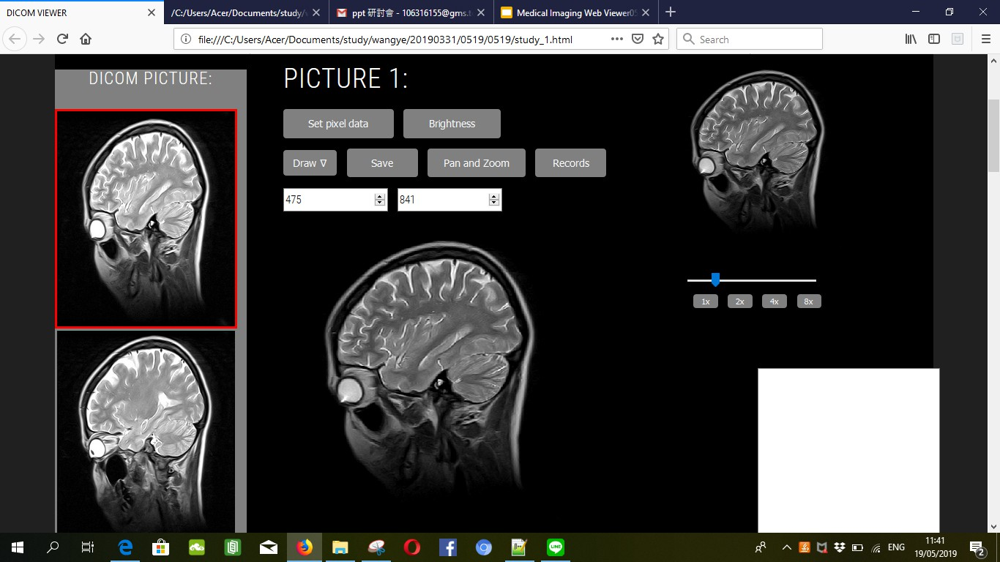 DICOM VIEWER
/C:/Users/Acer/Documents/study/
ppt 研討會 - 106316155@gms.t
Medical Imaging Web Viewer05
file:///C:/Users/Acer/Documents/study/wangye/20190331/0519/0519/study_1.html
Search
DICOM PICTURE:
PICTURE 1:
Set pixel data
Brightness
Draw ∇
Save
Pan and Zoom
Records
475
841
1x
2x
4x
8x
ENG
11:41
19/05/2019
2
LINE